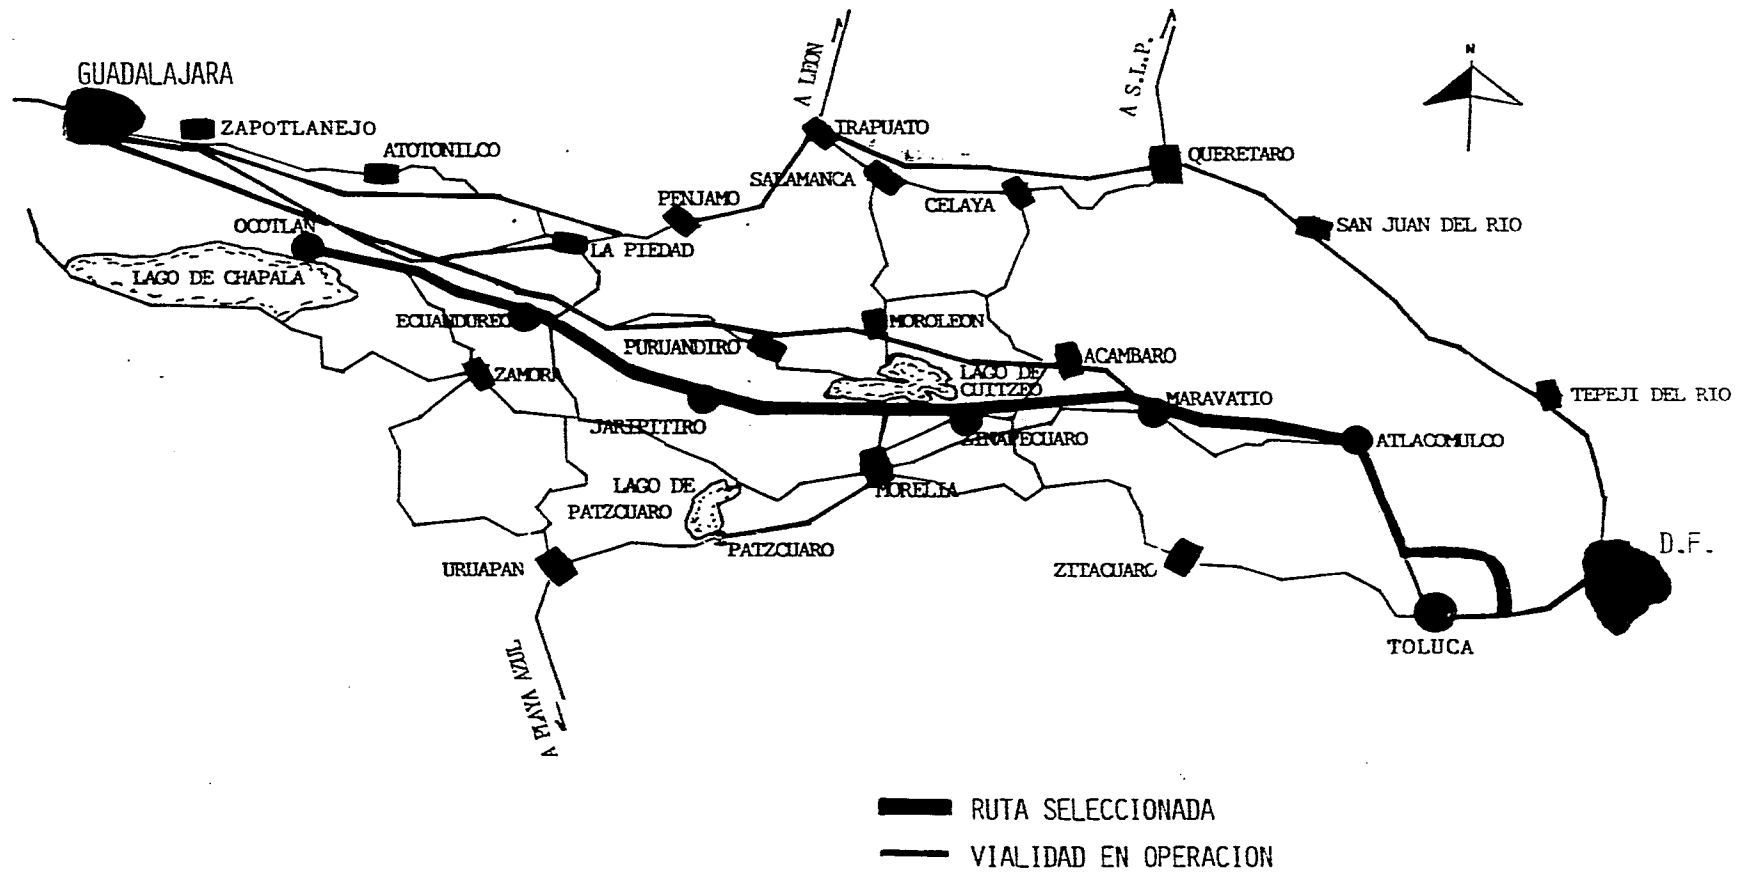 A LEON
A S.L.P.
N
GUADALAJARA
ZAPOTLANEJO
IRAPUATO
ATOTONILCO
QUERETARO
SALAMANCA
PENJAMO
CELAYA
OCOTLAN
SAN JUAN DEL RIO
LA PIEDAD
LAGO DE CHAPALA
ECUANDUREO
MOROLEON
PURUANDIRO
ACAMBARO
ZAMORA
LAGO DE
CUITZEO
MARAVATIO
TEPEJI DEL RIO
JARIPITIRO
ZINAPECUARO
ATLACOMULCO
LAGO DE
PATZCUARO
MORELIA
PATZCUARO
D.F.
URUAPAN
ZITACUARO
TOLUCA
A PLAYA AZUL
RUTA SELECCIONADA
VIALIDAD EN OPERACION